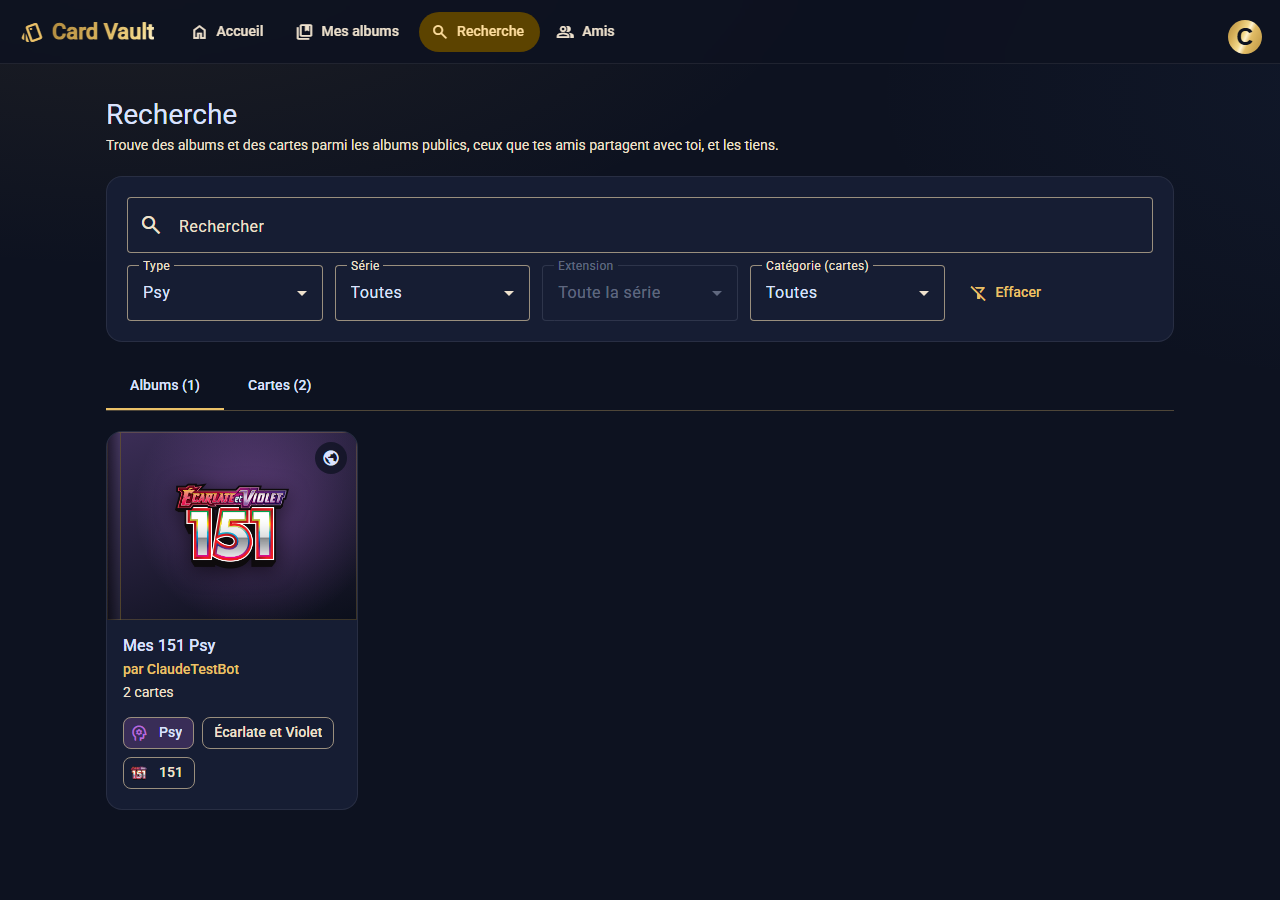 Card Vault
Accueil
Mes albums
Recherche
Amis
C
Recherche
Trouve des albums et des cartes parmi les albums publics, ceux que tes amis partagent avec toi, et les tiens.
Rechercher
Type
Psy
Série
Toutes
Extension
Toute la série
Catégorie (cartes)
Toutes
Effacer
Albums (1)
Cartes (2)
ÉCARLATE et VIOLET
151
Mes 151 Psy
par ClaudeTestBot
2 cartes
Psy
Écarlate et Violet
151
151